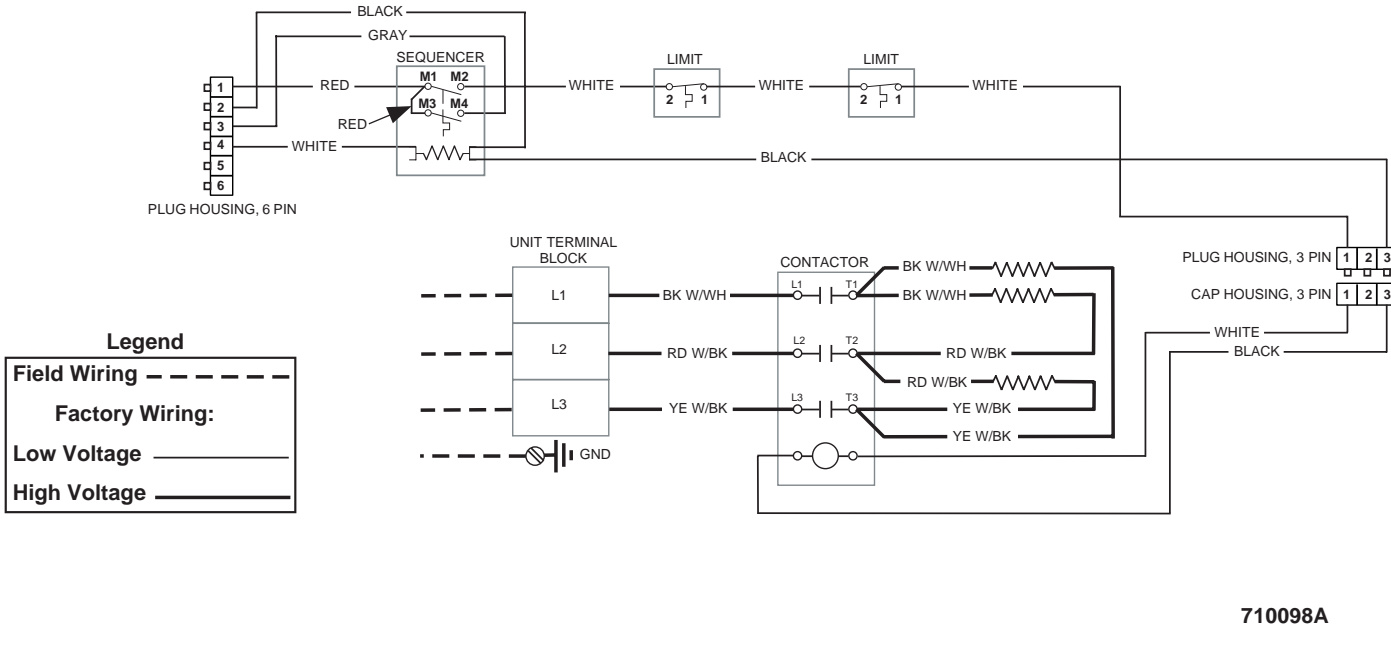 BLACK
GRAY
SEQUENCER
LIMIT
LIMIT
M1 M2
1
RED
WHITE
WHITE
WHITE
2 1
2 1
M3 M4
2
RED
3
4
WHITE
BLACK
5
6
PLUG HOUSING, 6 PIN
UNIT TERMINAL
BLOCK
CONTACTOR
PLUG HOUSING, 3 PIN
1 2 3
BK W/WH
L1
L1
T1
BK W/WH
BK W/WH
CAP HOUSING, 3 PIN
1 2 3
WHITE
BLACK
L2
L2
T2
RD W/BK
RD W/BK
RD W/BK
L3
L3
T3
YE W/BK
YE W/BK
YE W/BK
GND
Legend
Field Wiring
Factory Wiring:
Low Voltage
High Voltage
710098A